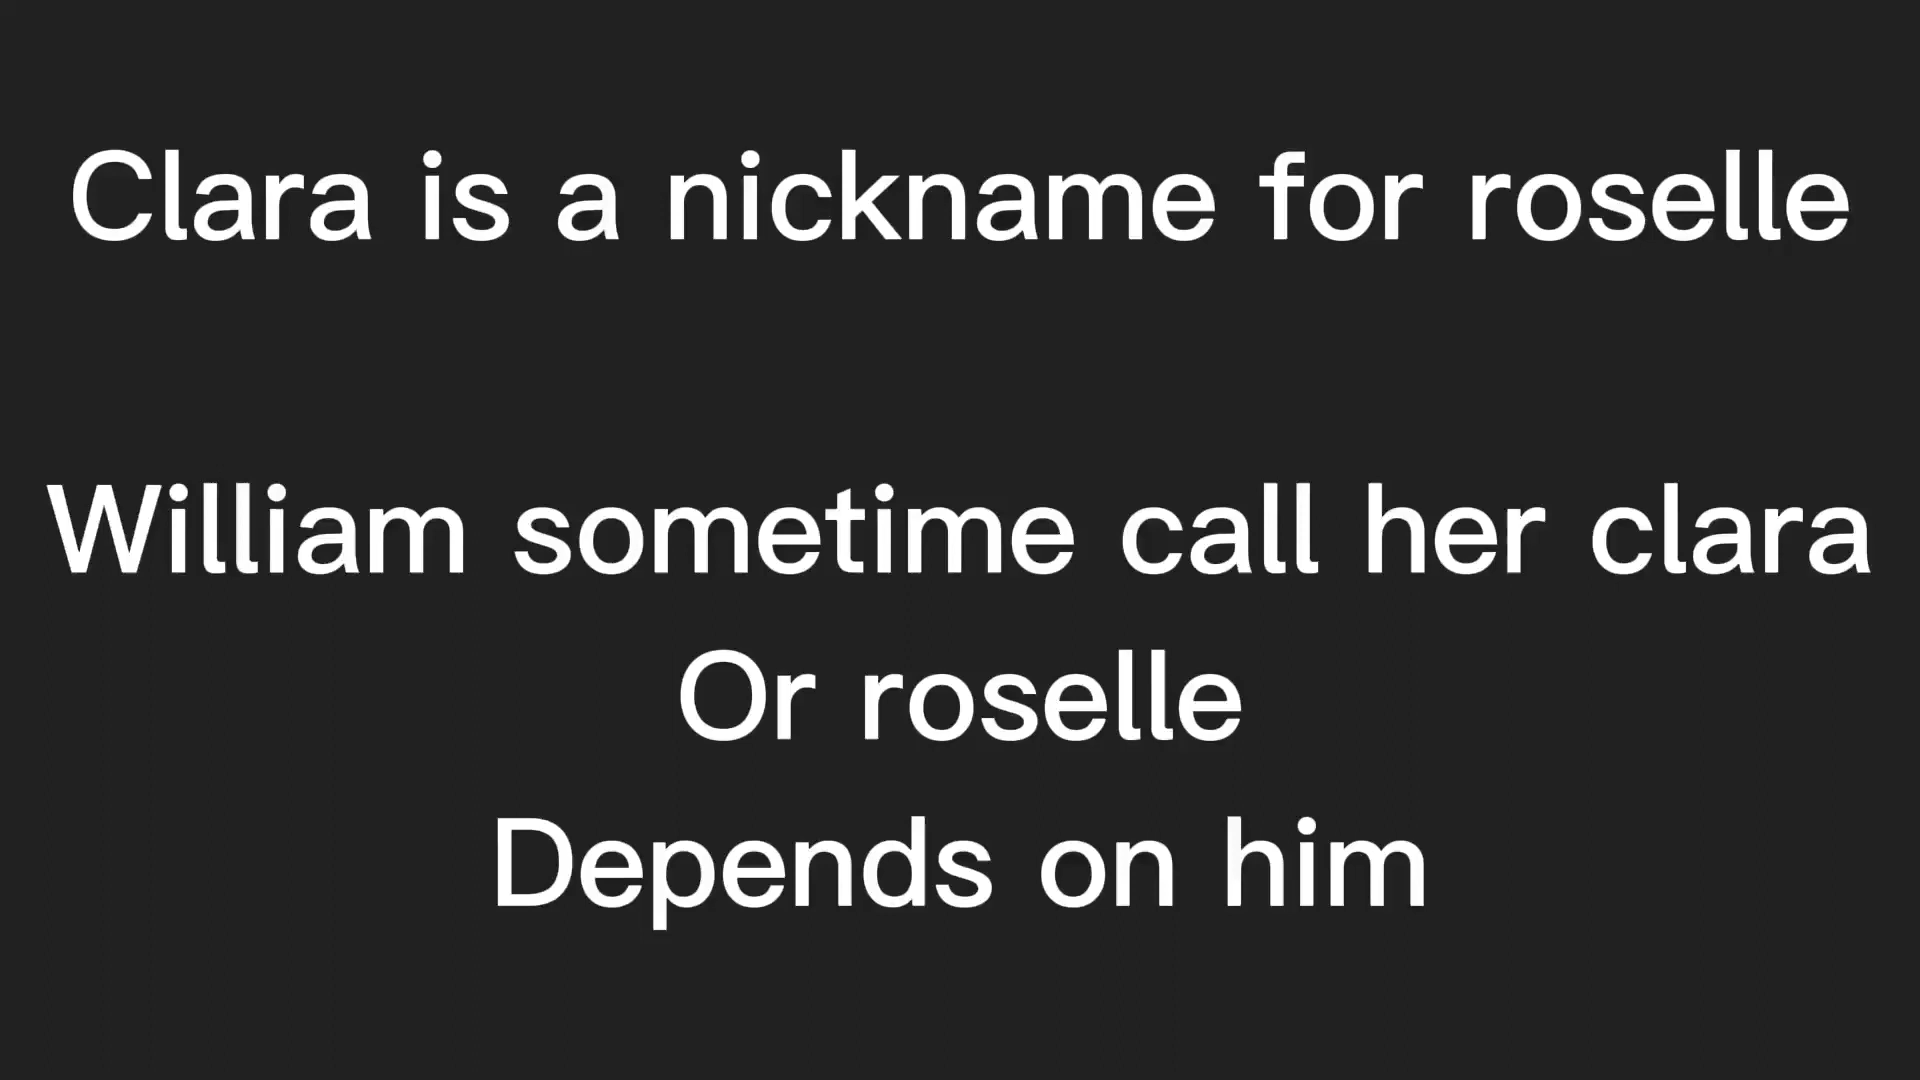 Clara is a nickname for roselle
William sometime call her clara
Or roselle
Depends on him